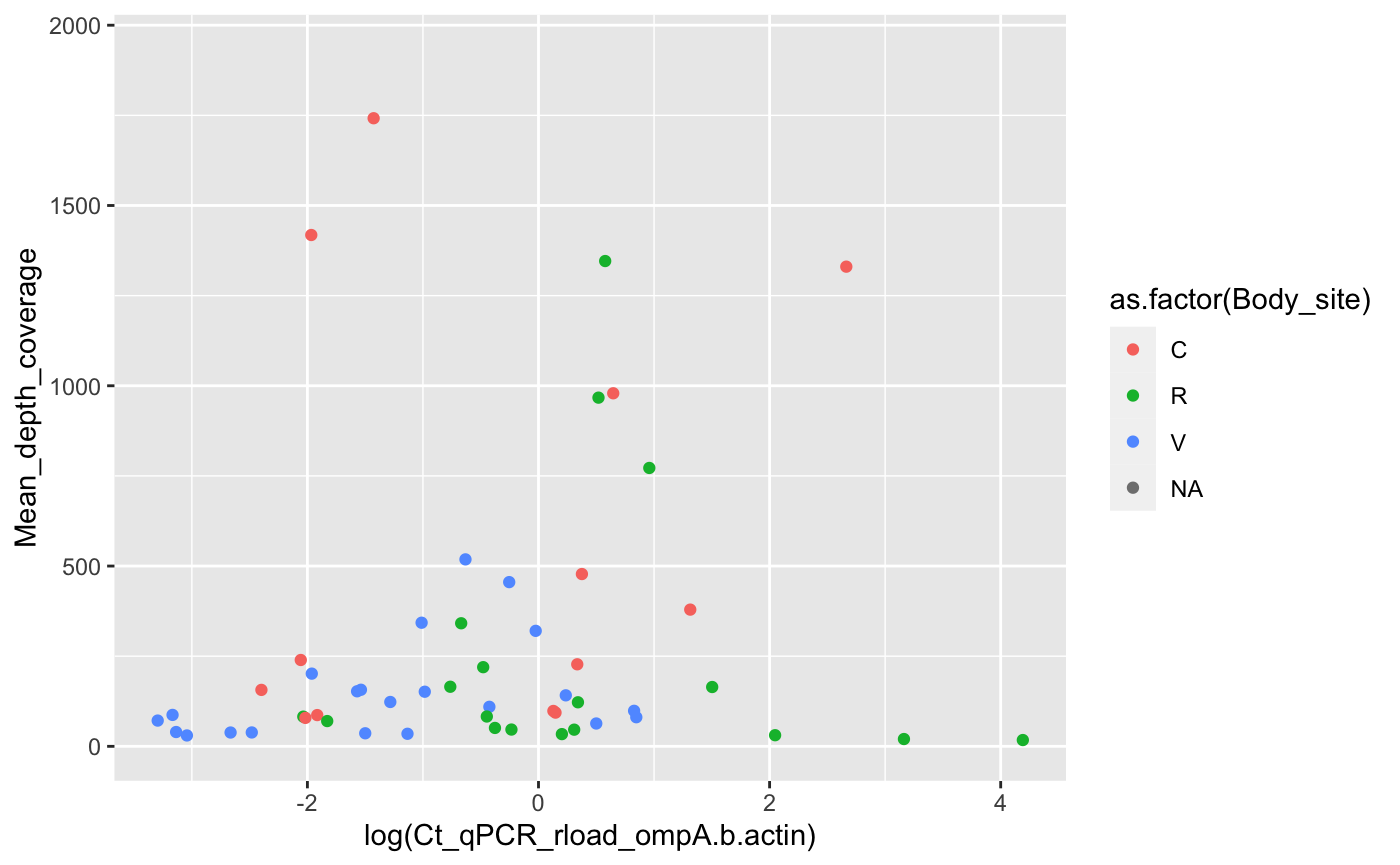 2000
1500
1000
500
0
Mean_depth_coverage
-2
0
2
4
log(Ct_qPCR_rload_ompA.b.actin)
as.factor(Body_site)
C
R
V
NA